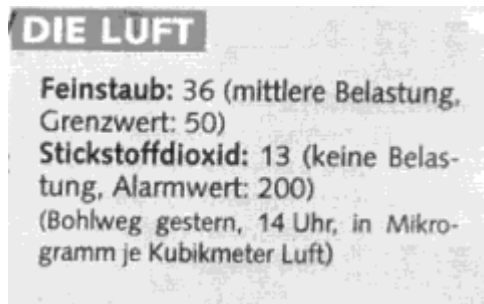 DIE LUFT
Feinstaub: 36 (mittlere Belastung,
Grenzwert: 50)
Stickstoffdioxid: 13 (keine Belas-
tung, Alarmwert: 200)
(Bohlweg gestern, 14 Uhr, in Mikro-
gramm je Kubikmeter Luft)